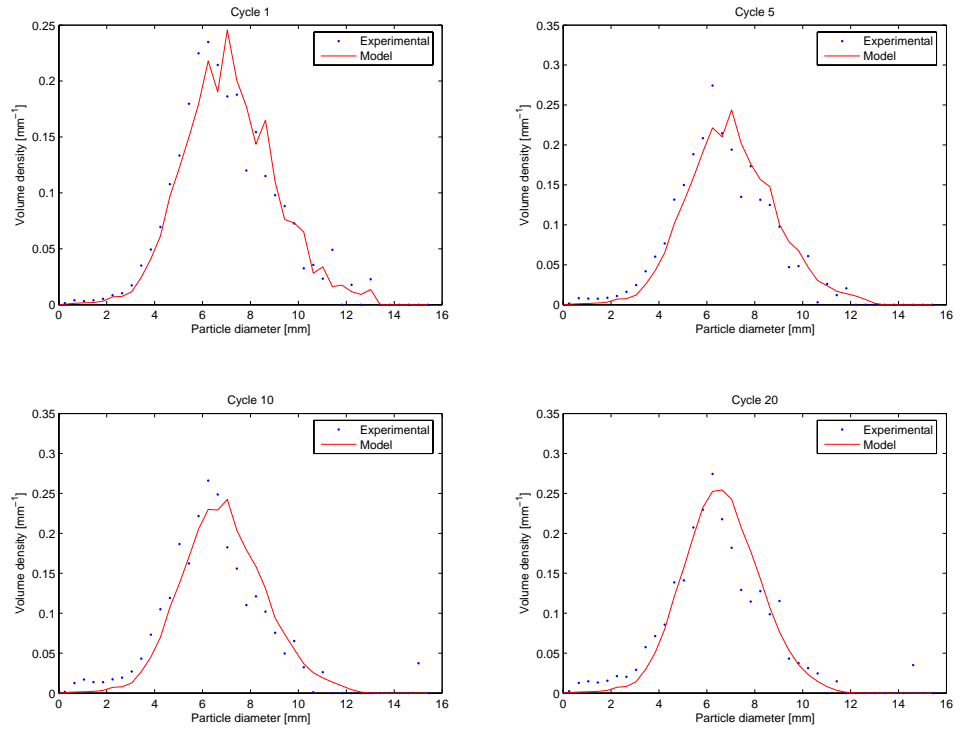 Cycle 1
0.25
0.2
0.15
0.1
0.05
0
Volume density [mm⁻¹]
0 2 4 6 8 10 12 14 16
Particle diameter [mm]
Experimental
Model
Cycle 5
0.35
0.3
0.25
0.2
0.15
0.1
0.05
0
Volume density [mm⁻¹]
0 2 4 6 8 10 12 14 16
Particle diameter [mm]
Experimental
Model
Cycle 10
0.35
0.3
0.25
0.2
0.15
0.1
0.05
0
Volume density [mm⁻¹]
0 2 4 6 8 10 12 14 16
Particle diameter [mm]
Experimental
Model
Cycle 20
0.35
0.3
0.25
0.2
0.15
0.1
0.05
0
Volume density [mm⁻¹]
0 2 4 6 8 10 12 14 16
Particle diameter [mm]
Experimental
Model